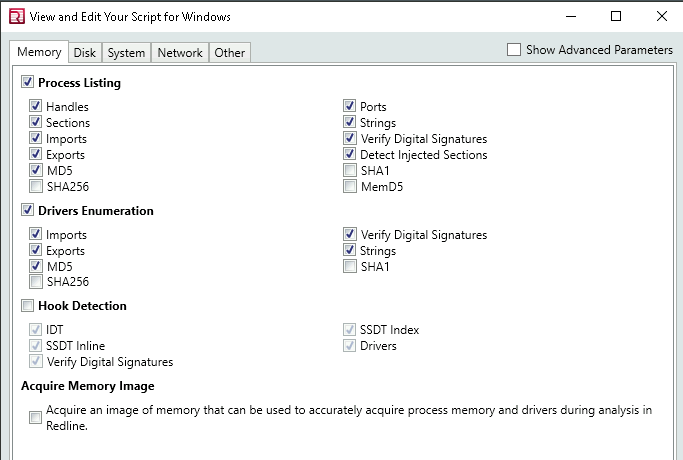 View and Edit Your Script for Windows
Memory Disk System Network Other Show Advanced Parameters
Process Listing
Handles Ports
Sections Strings
Imports Verify Digital Signatures
Exports Detect Injected Sections
MD5 SHA1
SHA256 MemD5
Drivers Enumeration
Imports Verify Digital Signatures
Exports Strings
MD5 SHA1
SHA256
Hook Detection
IDT SSDT Index
SSDT Inline Drivers
Verify Digital Signatures
Acquire Memory Image
Acquire an image of memory that can be used to accurately acquire process memory and drivers during analysis in
Redline.